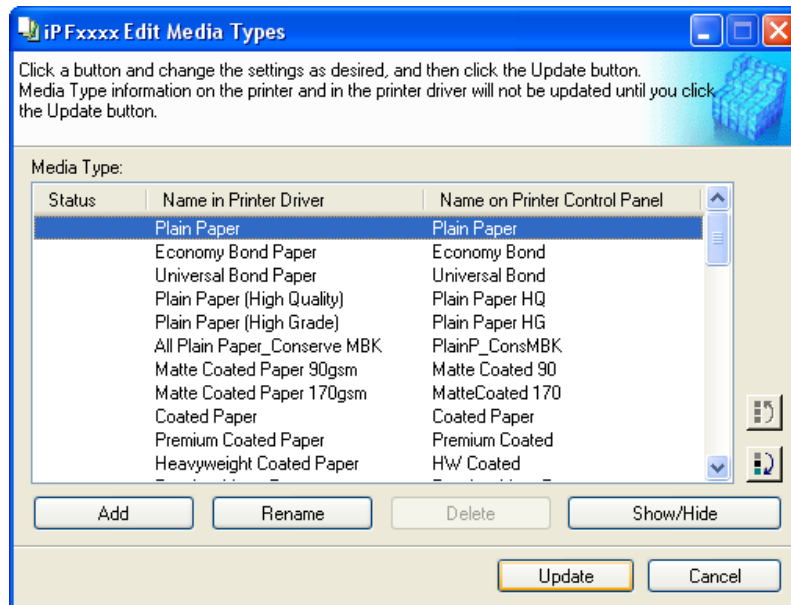 iPFxxxx Edit Media Types
Click a button and change the settings as desired, and then click the Update button.
Media Type information on the printer and in the printer driver will not be updated until you click
the Update button.
Media Type:
Status Name in Printer Driver Name on Printer Control Panel
Plain Paper Plain Paper
Economy Bond Paper Economy Bond
Universal Bond Paper Universal Bond
Plain Paper (High Quality) Plain Paper HQ
Plain Paper (High Grade) Plain Paper HG
All Plain Paper_Conserve MBK PlainP_ConsMBK
Matte Coated Paper 90gsm Matte Coated 90
Matte Coated Paper 170gsm MatteCoated 170
Coated Paper Coated Paper
Premium Coated Paper Premium Coated
Heavyweight Coated Paper HW Coated
Add Rename Delete Show/Hide
Update Cancel